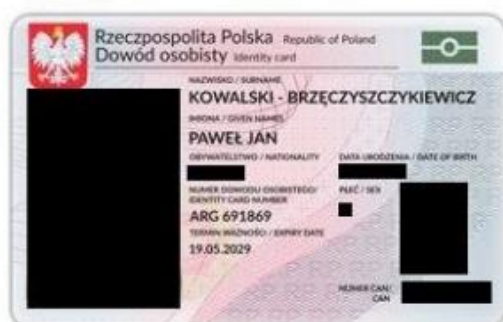 Rzeczpospolita Polska Republic of Poland
Dowód osobisty Identity card
NAZWISKO / SURNAME
KOWALSKI - BRZĘCZYSZCZYKIEWICZ
IMIONA / GIVEN NAMES
PAWEŁ JAN
OBYWATELSTWO / NATIONALITY DATA URODZENIA / DATE OF BIRTH
NUMER DOWODU OSOBISTEGO/ PŁEĆ / SEX
IDENTITY CARD NUMBER
ARG 691869
TERMIN WAŻNOŚCI / EXPIRY DATE
19.05.2029
NUMER CAN/
CAN